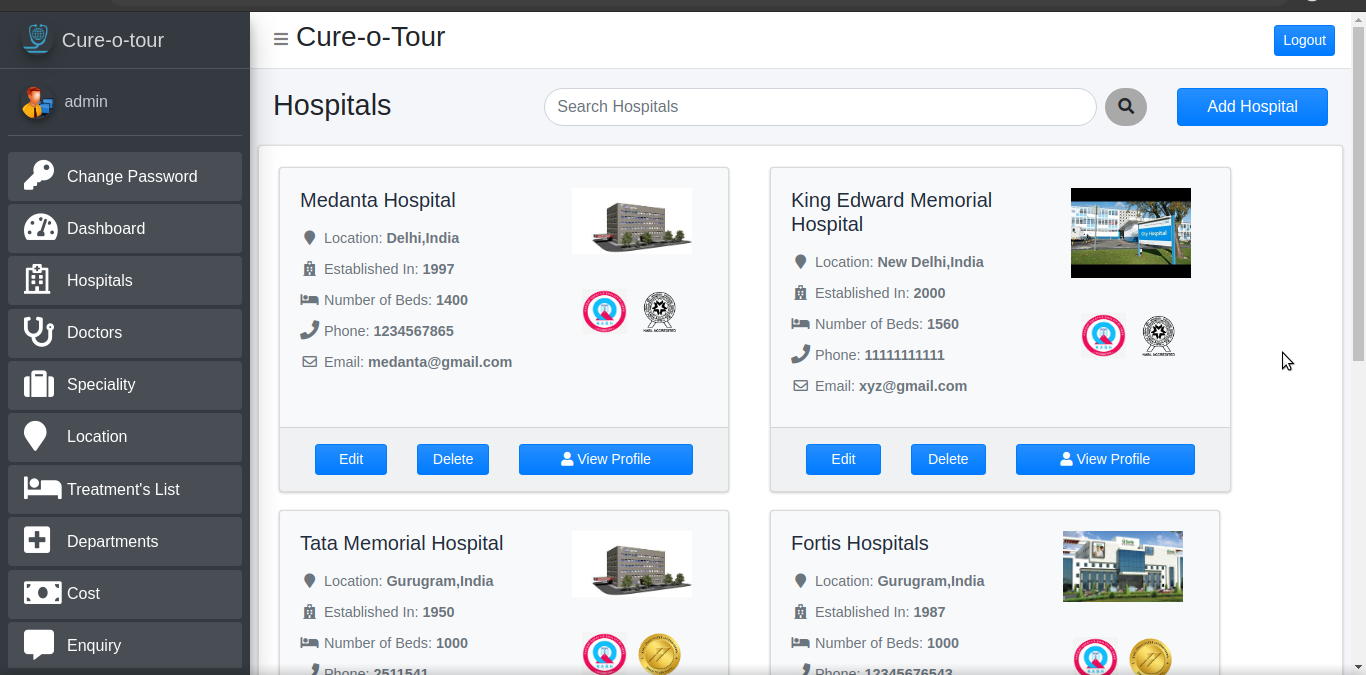 Cure-o-tour
Cure-o-Tour
Logout
admin
Hospitals
Search Hospitals
Add Hospital
Change Password
Dashboard
Hospitals
Doctors
Speciality
Location
Treatment's List
Departments
Cost
Enquiry
Medanta Hospital
Location: Delhi,India
Established In: 1997
Number of Beds: 1400
Phone: 1234567865
Email: medanta@gmail.com
Edit
Delete
View Profile
King Edward Memorial
Hospital
City Hospital
Location: New Delhi,India
Established In: 2000
Number of Beds: 1560
Phone: 11111111111
Email: xyz@gmail.com
Edit
Delete
View Profile
Tata Memorial Hospital
Location: Gurugram,India
Established In: 1950
Number of Beds: 1000
Phone: 2511541
Fortis Hospitals
Location: Gurugram,India
Established In: 1987
Number of Beds: 1000
Phone: 12345676543